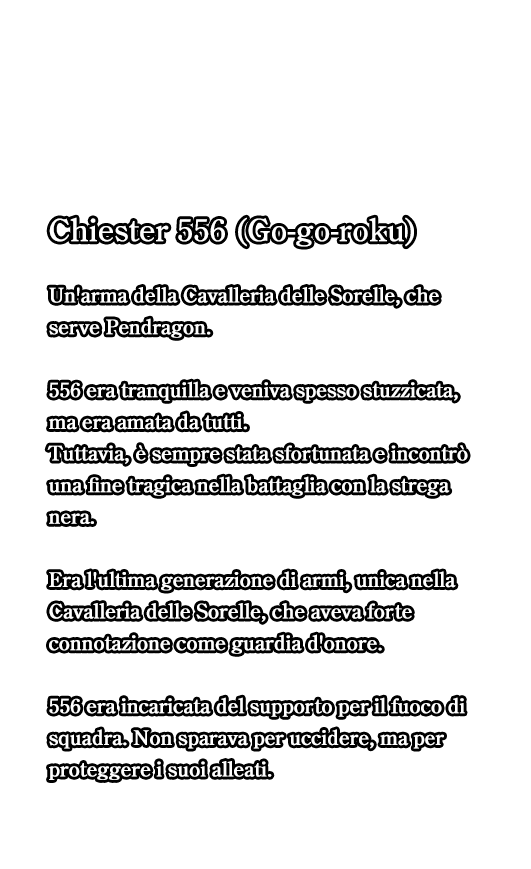 Chiester 556 (Go-go-roku)
Un'arma della Cavalleria delle Sorelle, che
serve Pendragon.
556 era tranquilla e veniva spesso stuzzicata,
ma era amata da tutti.
Tuttavia, è sempre stata sfortunata e incontrò
una fine tragica nella battaglia con la strega
nera.
Era l'ultima generazione di armi, unica nella
Cavalleria delle Sorelle, che aveva forte
connotazione come guardia d'onore.
556 era incaricata del supporto per il fuoco di
squadra. Non sparava per uccidere, ma per
proteggere i suoi alleati.